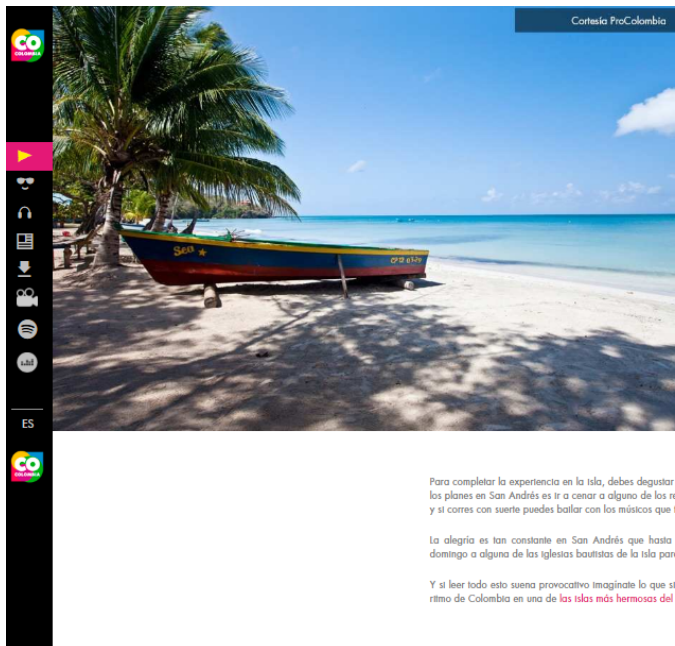 Cortesía ProColombia
CO
COLOMBIA
Sea
ES
CO
COLOMBIA
Para completar la experiencia en la isla, debes degustar
los planes en San Andrés es ir a cenar a alguno de los re
y si corres con suerte puedes bailar con los músicos que
La alegría es tan constante en San Andrés que hasta
domingo a alguna de las iglesias bautistas de la isla par
Y si leer todo esto suena provocativo imagínate lo que si
ritmo de Colombia en una de las islas más hermosas del